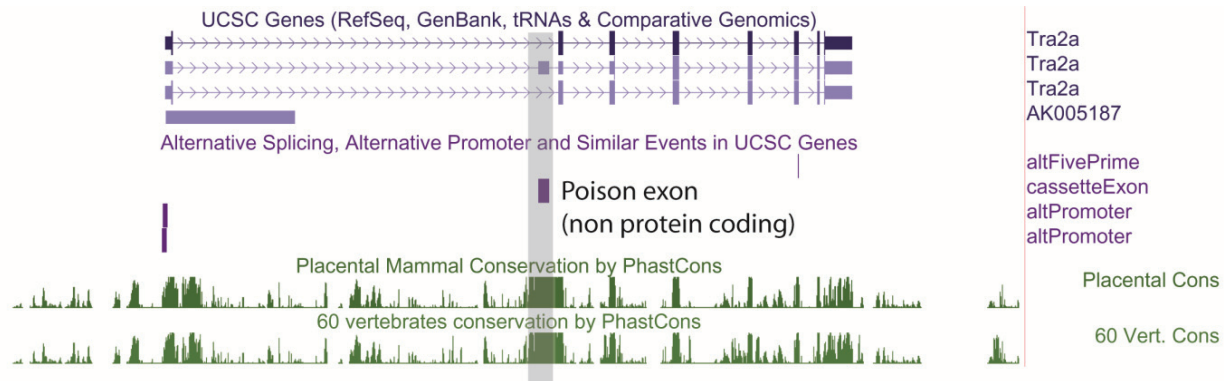 UCSC Genes (RefSeq, GenBank, tRNAs & Comparative Genomics)
Tra2a
Tra2a
Tra2a
AK005187
Alternative Splicing, Alternative Promoter and Similar Events in UCSC Genes
altFivePrime
cassetteExon
Poison exon
(non protein coding)
altPromoter
altPromoter
Placental Mammal Conservation by PhastCons
Placental Cons
60 vertebrates conservation by PhastCons
60 Vert. Cons